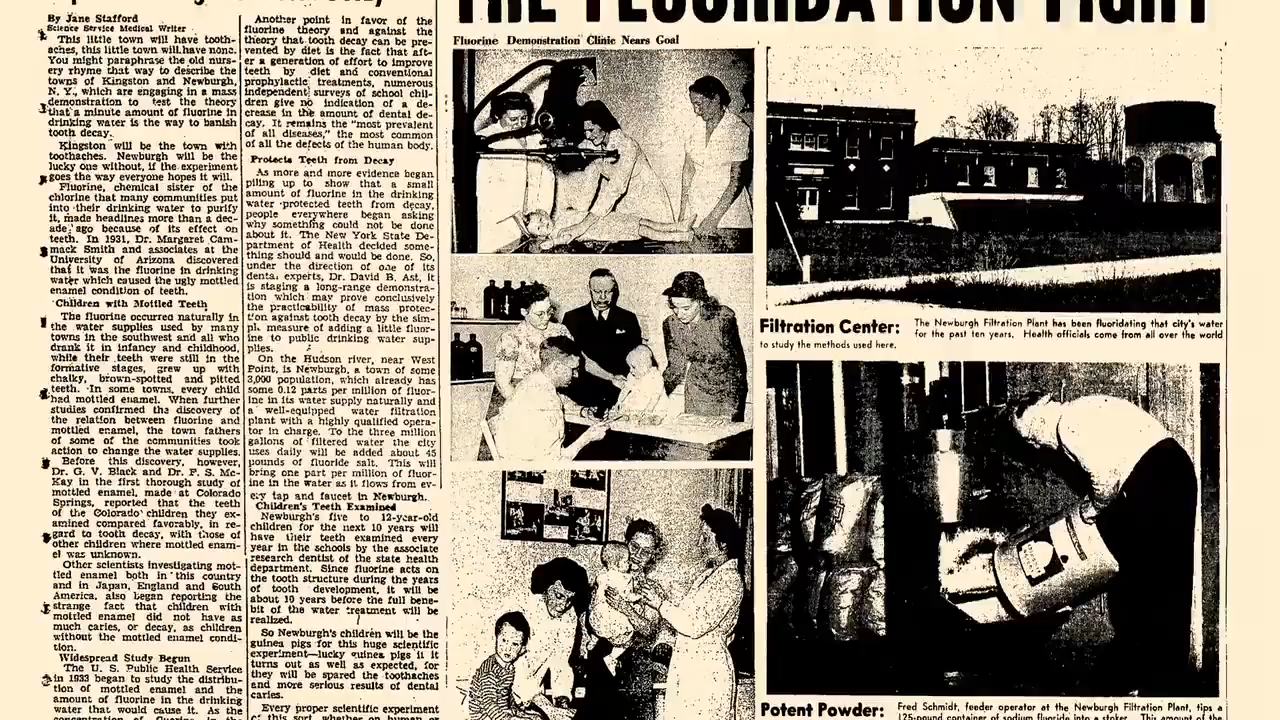 By Jane Stafford
Science Service Medical Writer
This little town will have tooth-
aches, this little town will have none.
You might paraphrase the old nurs-
ery rhyme that way to describe the
towns of Kingston and Newburgh,
N. Y., which are engaging in a mass
demonstration to test the theory
that a minute amount of fluorine in
drinking water is the way to banish
tooth decay.
Kingston will be the town with
toothaches. Newburgh will be the
lucky one without, if the experiment
goes the way everyone hopes it will.
Fluorine, chemical sister of the
chlorine that many communities put
into their drinking water to purify
it, made headlines more than a dec-
ade ago because of its effect on
teeth. In 1931, Dr. Margaret Cam-
mack Smith and associates at the
University of Arizona discovered
that it was the fluorine in drinking
water which caused the ugly mottled
enamel condition of teeth.
Children with Mottled Teeth
The fluorine occurred naturally in
the water supplies used by many
towns in the southwest and all who
drank it in infancy and childhood,
while their teeth were still in the
formative stages, grew up with
chalky, brown-spotted and pitted
teeth. In some towns, every child
had mottled enamel. When further
studies confirmed the discovery of
the relation between fluorine and
mottled enamel, the town fathers
of some of the communities took
action to change the water supplies.
Before this discovery, however,
Dr. G. V. Black and Dr. F. S. Mc-
Kay in the first thorough study of
mottled enamel, made at Colorado
Springs, reported that the teeth
of the Colorado children they ex-
amined compared favorably, in re-
gard to tooth decay, with those of
other children where mottled enam-
el was unknown.
Other scientists investigating mot-
tled enamel both in this country
and in Japan, England and South
America, also began reporting the
strange fact that children with
mottled enamel did not have as
much caries, or decay, as children
without the mottled enamel condi-
tion.
Widespread Study Begun
The U. S. Public Health Service
in 1933 began to study the distribu-
tion of mottled enamel and the
amount of fluorine in the drinking
water that would cause it. As the
concentration of fluorine in the
Another point in favor of the
fluorine theory and against the
theory that tooth decay can be pre-
vented by diet is the fact that aft-
er a generation of effort to improve
teeth by diet and conventional
prophylactic treatments, numerous
independent surveys of school chil-
dren give no indication of a de-
crease in the amount of dental de-
cay. It remains the "most prevalent
of all diseases," the most common
of all the defects of the human body.
Protects Teeth from Decay
As more and more evidence began
piling up to show that a small
amount of fluorine in the drinking
water protected teeth from decay,
people everywhere began asking
why something could not be done
about it. The New York State De-
partment of Health decided some-
thing should and would be done. So,
under the direction of one of its
dental experts, Dr. David B. Ast, it
is staging a long-range demonstra-
tion which may prove conclusively
the practicability of mass protec-
tion against tooth decay by the sim-
ple measure of adding a little fluor-
ine to public drinking water sup-
plies.
On the Hudson river, near West
Point, is Newburgh, a town of some
3,000 population, which already has
some 0.12 parts per million of fluor-
ine in its water supply naturally and
a well-equipped water filtration
plant with a highly qualified opera-
tor in charge. To the three million
gallons of filtered water the city
uses daily will be added about 45
pounds of fluoride salt. This will
bring one part per million of fluor-
ine in the water as it flows from ev-
ery tap and faucet in Newburgh.
Children's Teeth Examined
Newburgh's five to 12-year-old
children for the next 10 years will
have their teeth examined every
year in the schools by the associate
research dentist of the state health
department. Since fluorine acts on
the tooth structure during the years
of tooth development, it will be
about 10 years before the full bene-
fit of the water treatment will be
realized.
So Newburgh's children will be the
guinea pigs for this huge scientific
experiment—lucky guinea pigs if it
turns out as well as expected, for
they will be spared the toothaches
and more serious results of dental
caries.
Every proper scientific experiment
of this sort, whether on human or
THE FLUORIDATION FIGHT
Fluorine Demonstration Clinic Nears Goal
Filtration Center: The Newburgh Filtration Plant has been fluoridating that city's water
for the past ten years. Health officials come from all over the world
to study the methods used here.
Potent Powder: Fred Schmidt, feeder operator at the Newburgh Filtration Plant, tips a
125-pound container of sodium fluoride into a stoker. This amount of the